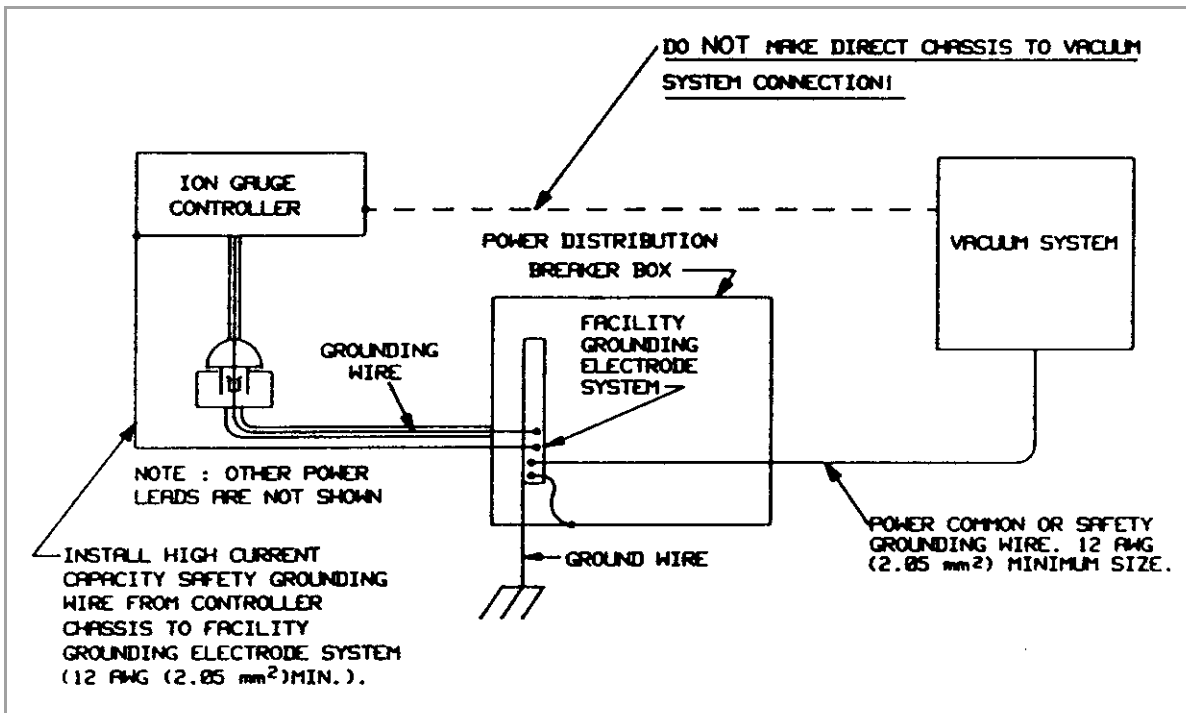 DO NOT MAKE DIRECT CHASSIS TO VACUUM
SYSTEM CONNECTION!
ION GAUGE
CONTROLLER
VACUUM SYSTEM
POWER DISTRIBUTION
BREAKER BOX
FACILITY
GROUNDING
ELECTRODE
SYSTEM
GROUNDING
WIRE
NOTE : OTHER POWER
LEADS ARE NOT SHOWN
POWER COMMON OR SAFETY
GROUNDING WIRE. 12 AWG
(2.05 mm²) MINIMUM SIZE.
GROUND WIRE
INSTALL HIGH CURRENT
CAPACITY SAFETY GROUNDING
WIRE FROM CONTROLLER
CHASSIS TO FACILITY
GROUNDING ELECTRODE SYSTEM
(12 AWG (2.05 mm²)MIN.).